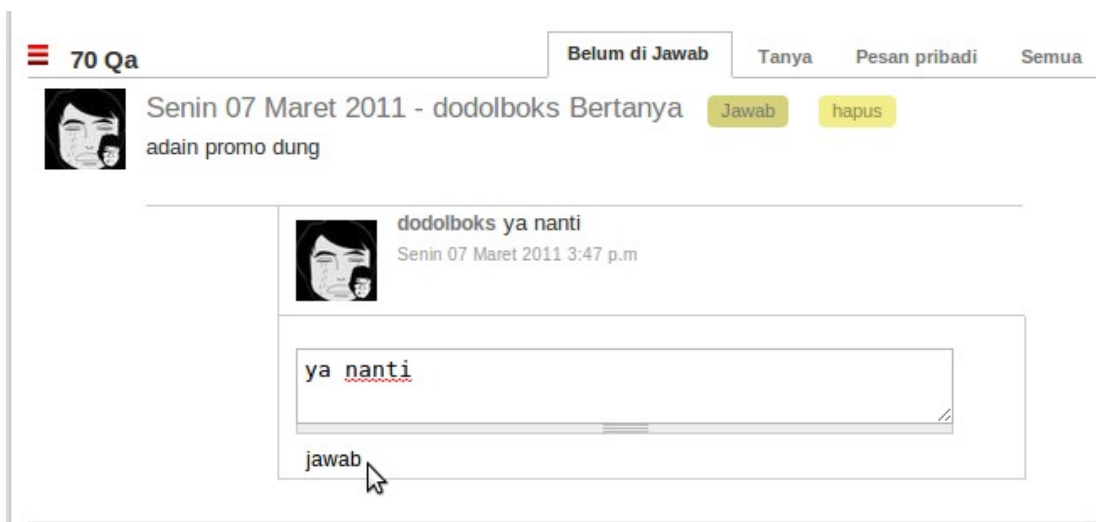 70 Qa
Belum di Jawab Tanya Pesan pribadi Semua
Senin 07 Maret 2011 - dodolboks Bertanya Jawab hapus
adain promo dung
dodolboks ya nanti
Senin 07 Maret 2011 3:47 p.m
ya nanti
jawab